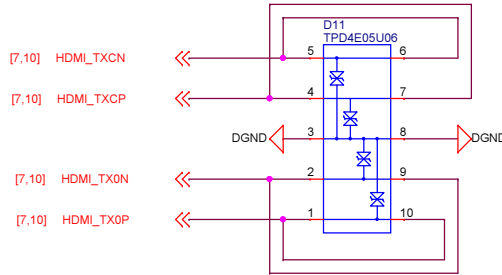 D11
TPD4E05U06
[7,10] HDMI_TXCN 5 6
[7,10] HDMI_TXCP 4 7
DGND 3 8 DGND
[7,10] HDMI_TX0N 2 9
[7,10] HDMI_TX0P 1 10